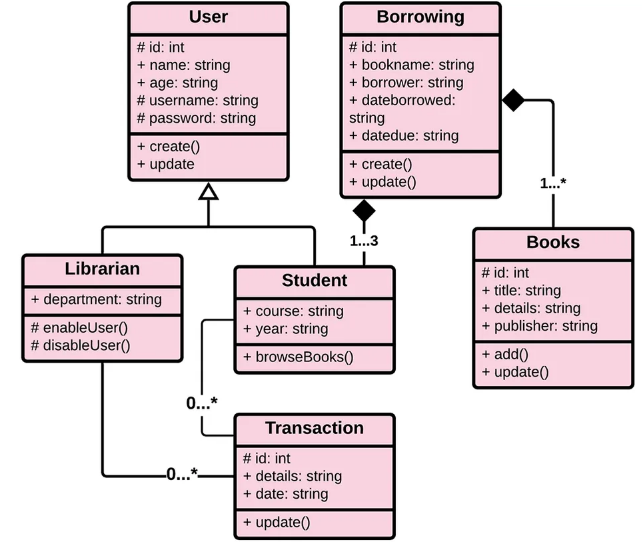 User
# id: int
+ name: string
+ age: string
# username: string
# password: string
+ create()
+ update
Borrowing
# id: int
+ bookname: string
+ borrower: string
+ dateborrowed:
string
+ datedue: string
+ create()
+ update()
1...*
1...3
Books
# id: int
+ title: string
+ details: string
+ publisher: string
+ add()
+ update()
Librarian
+ department: string
# enableUser()
# disableUser()
Student
+ course: string
+ year: string
+ browseBooks()
0...*
0...*
Transaction
# id: int
+ details: string
+ date: string
+ update()